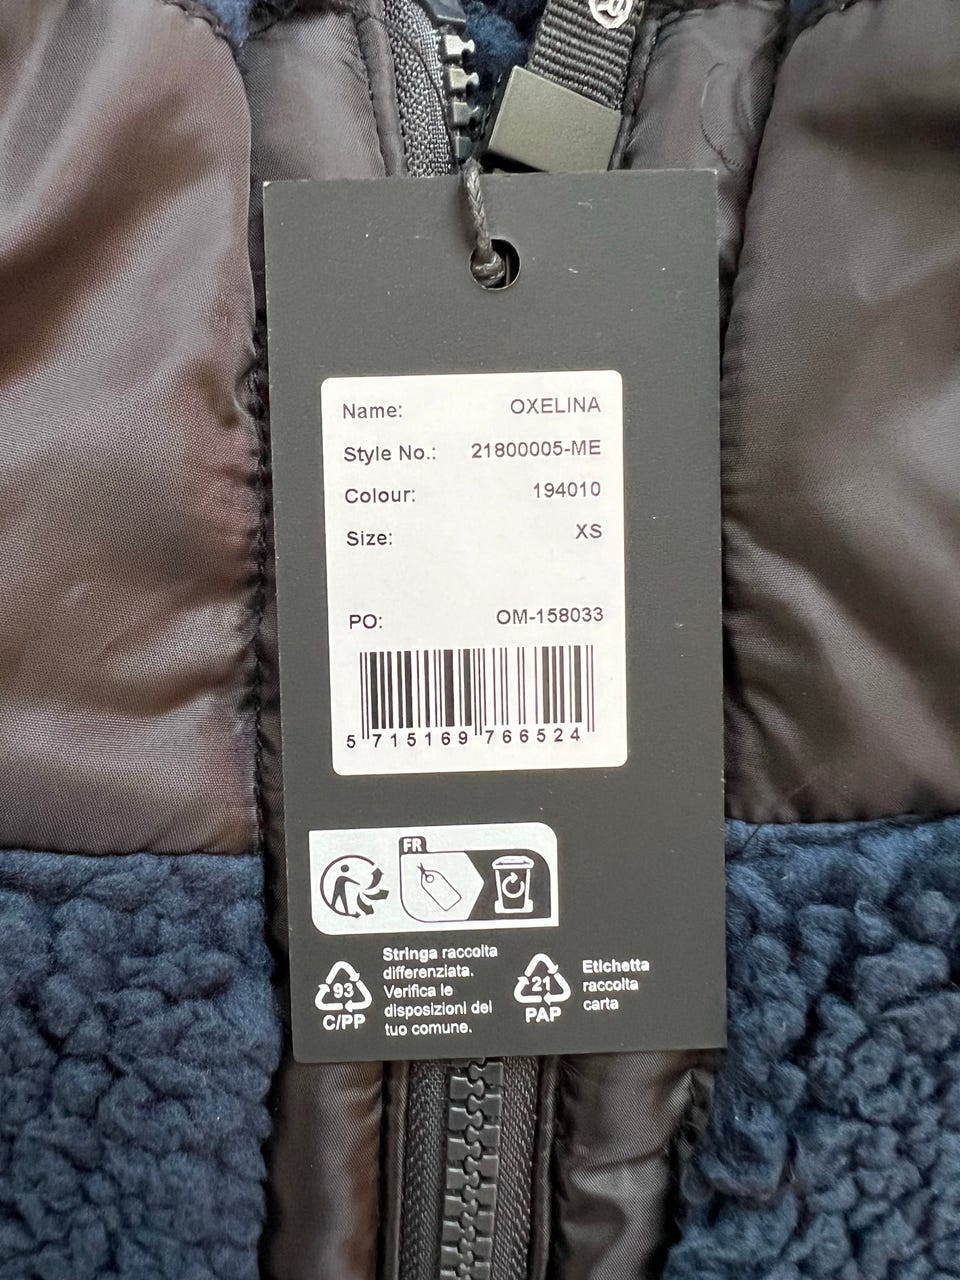 Name: OXELINA
Style No.: 21800005-ME
Colour: 194010
Size: XS
PO: OM-158033
5 715169 766524
FR
93
C/PP
Stringa raccolta
differenziata.
Verifica le
disposizioni del
tuo comune.
21
PAP
Etichetta
raccolta
carta